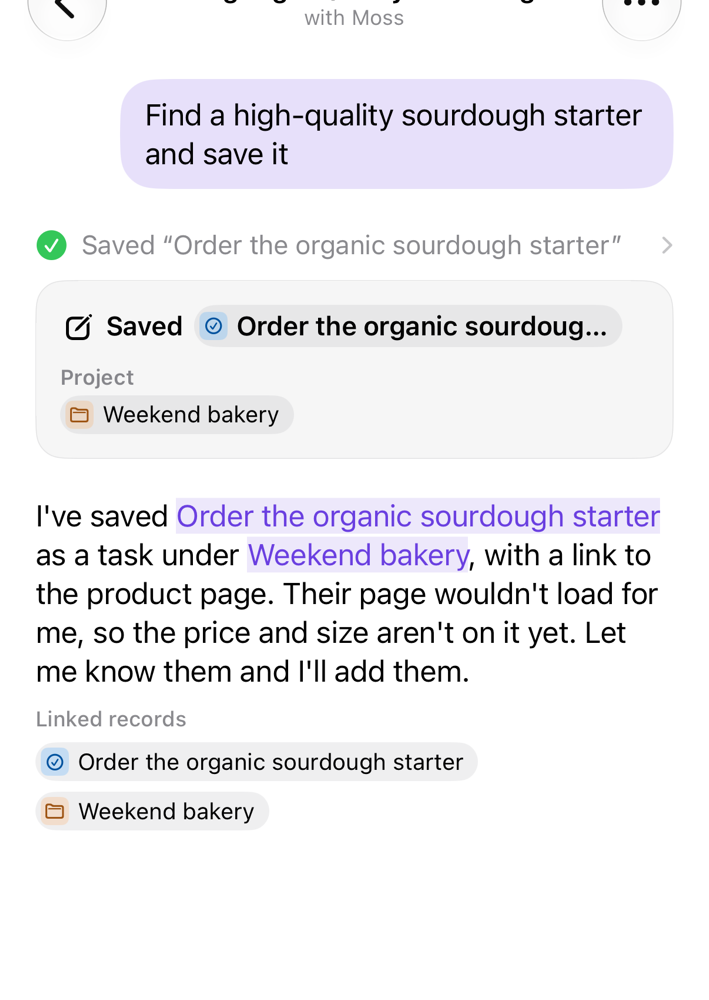 with Moss
Find a high-quality sourdough starter
and save it
Saved “Order the organic sourdough starter”
Saved Order the organic sourdoug...
Project
Weekend bakery
I've saved Order the organic sourdough starter
as a task under Weekend bakery, with a link to
the product page. Their page wouldn't load for
me, so the price and size aren't on it yet. Let
me know them and I'll add them.
Linked records
Order the organic sourdough starter
Weekend bakery